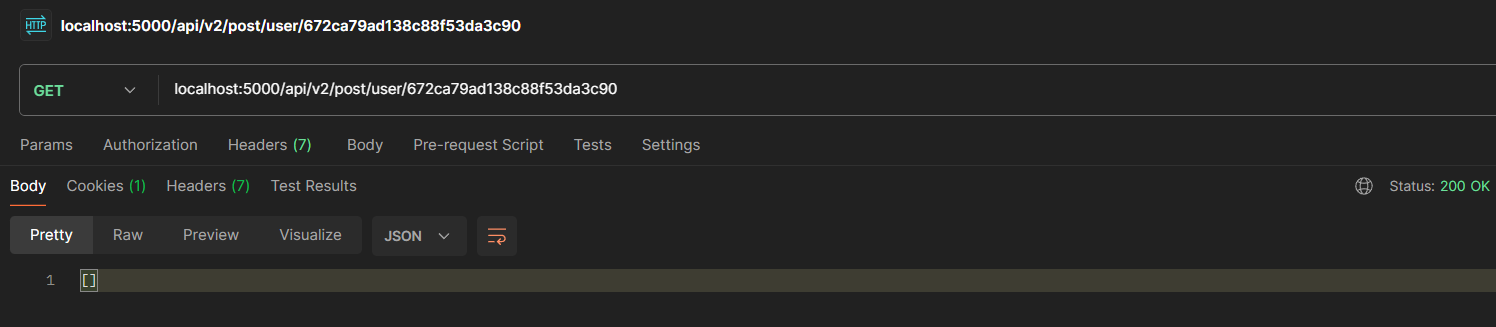 HTTP localhost:5000/api/v2/post/user/672ca79ad138c88f53da3c90
GET localhost:5000/api/v2/post/user/672ca79ad138c88f53da3c90
Params Authorization Headers (7) Body Pre-request Script Tests Settings
Body Cookies (1) Headers (7) Test Results Status: 200 OK
Pretty Raw Preview Visualize JSON
1 []